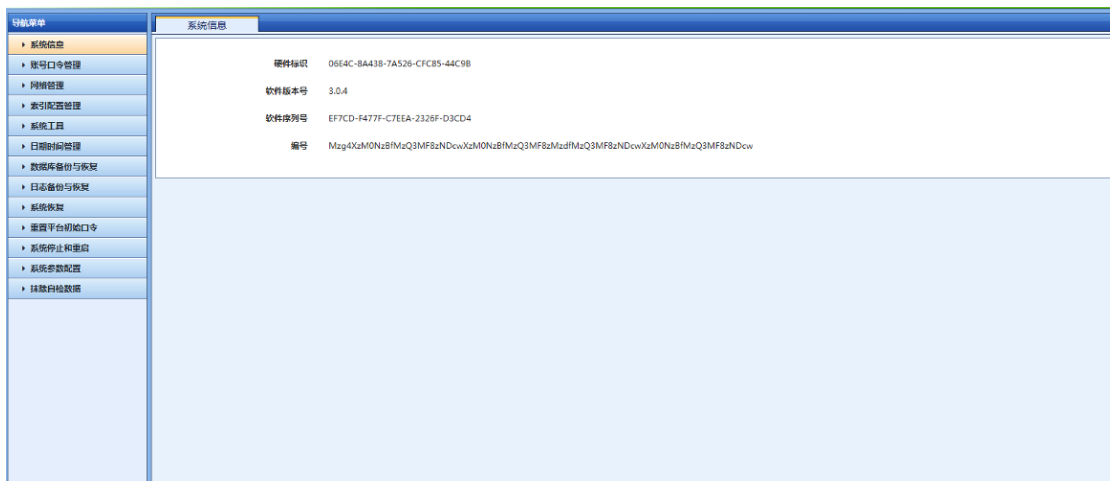 导航菜单
系统信息
账号口令管理
网络管理
索引配置管理
系统工具
日期时间管理
数据库备份与恢复
日志备份与恢复
系统恢复
重置平台初始口令
系统停止和重启
系统参数配置
抹除自检数据
系统信息
硬件标识 06E4C-8A438-7A526-CFC85-44C9B
软件版本号 3.0.4
软件序列号 EF7CD-F477F-C7EEA-2326F-D3CD4
编号 Mzg4XzM0NzBfMzQ3MF8zNDcwXzM0NzBfMzQ3MF8zMzdfMzQ3MF8zNDcwXzM0NzBfMzQ3MF8zNDcw